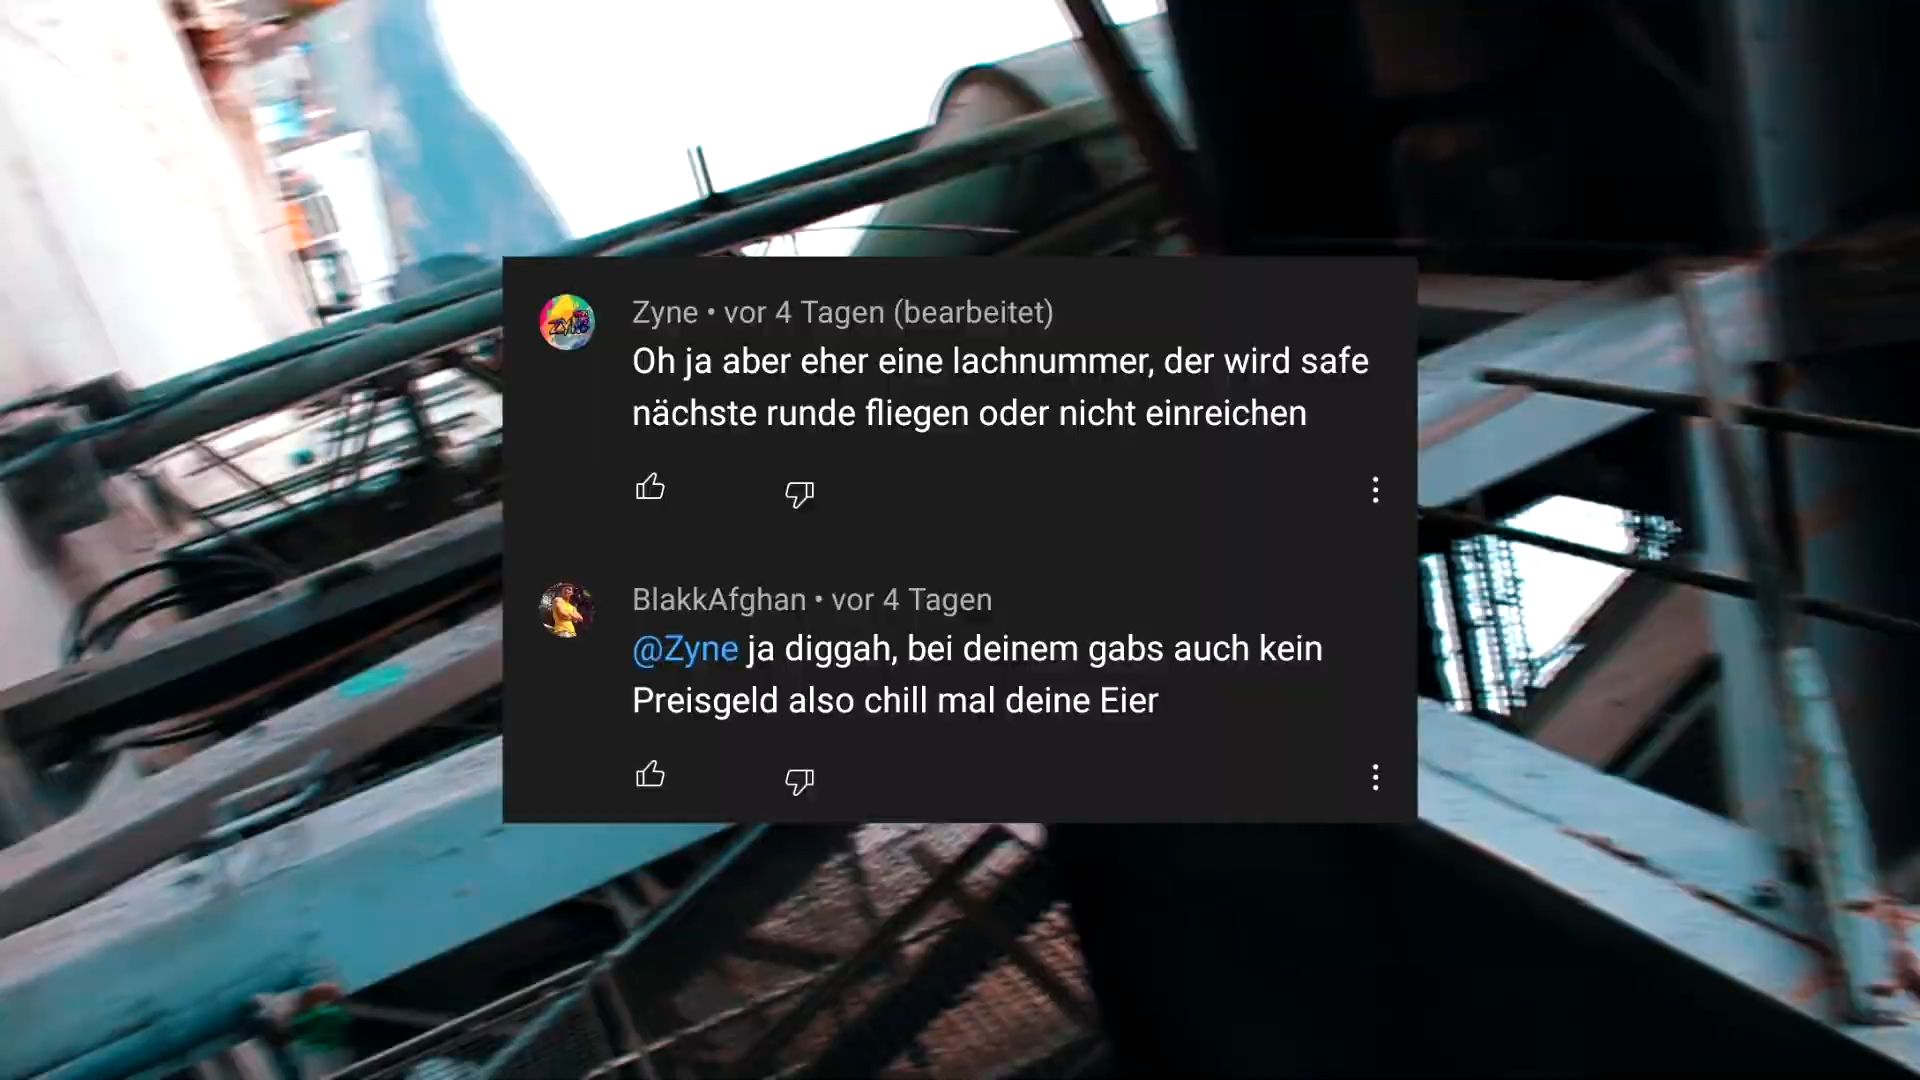 Zyne • vor 4 Tagen (bearbeitet)
Oh ja aber eher eine lachnummer, der wird safe
nächste runde fliegen oder nicht einreichen
BlakkAfghan • vor 4 Tagen
@Zyne ja diggah, bei deinem gabs auch kein
Preisgeld also chill mal deine Eier